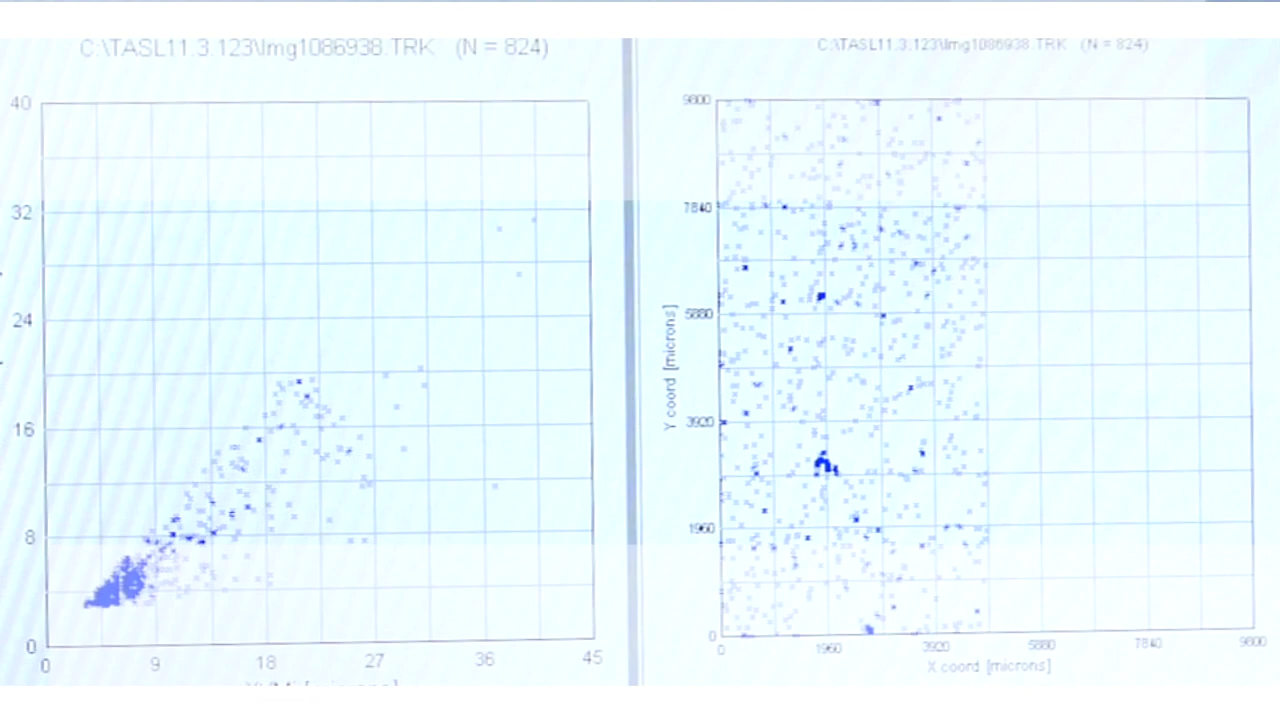 C:\TASL11.3.123\Img1086938.TRK (N = 824)
40
32
24
16
8
0
0 9 18 27 36 45
C:\TASL11.3.123\Img1086938.TRK (N = 824)
9800
7840
5880
3920
1960
0
Y coord [microns]
0 1960 3920 5880 7840 9800
X coord [microns]